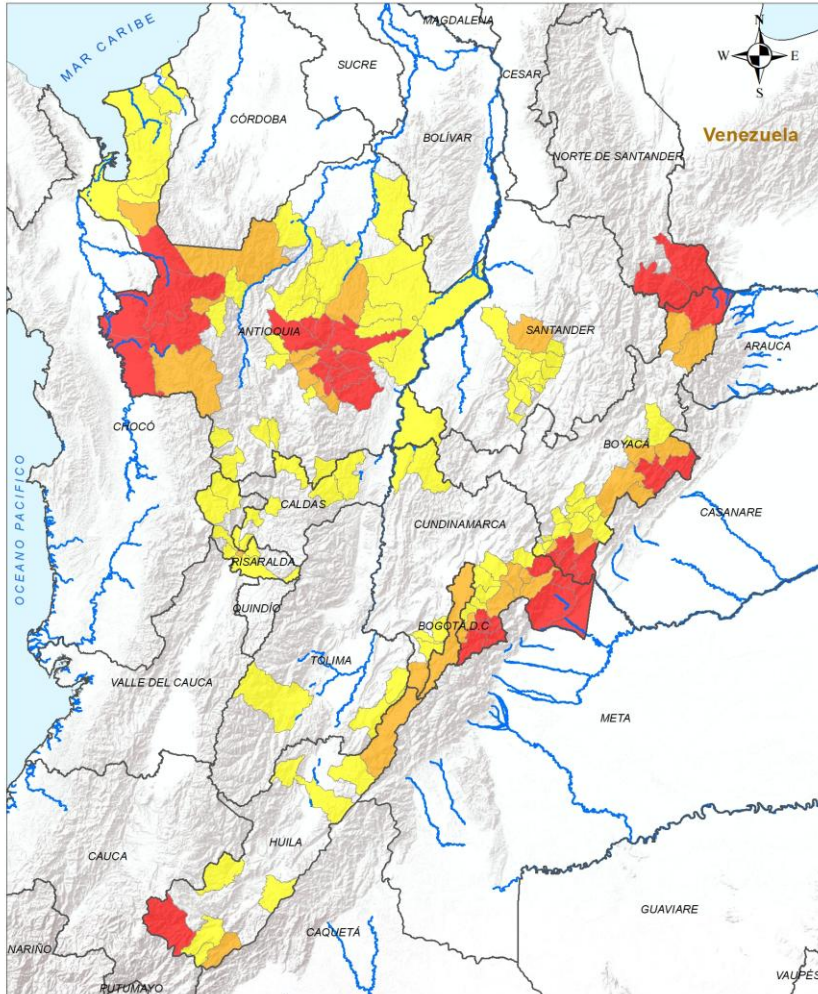 MAGDALENA
MAR CARIBE
N
SUCRE
W E
CESAR
S
CÓRDOBA
BOLÍVAR
Venezuela
NORTE DE SANTANDER
ANTIOQUIA
SANTANDER
ARAUCA
CHOCÓ
BOYACÁ
OCEANO PACIFICO
CALDAS
CUNDINAMARCA
CASANARE
RISARALDA
QUINDÍO
BOGOTÁ D.C
TOLIMA
VALLE DEL CAUCA
META
HUILA
CAUCA
GUAVIARE
CAQUETÁ
NARIÑO
VAUPÉS
PUTUMAYO